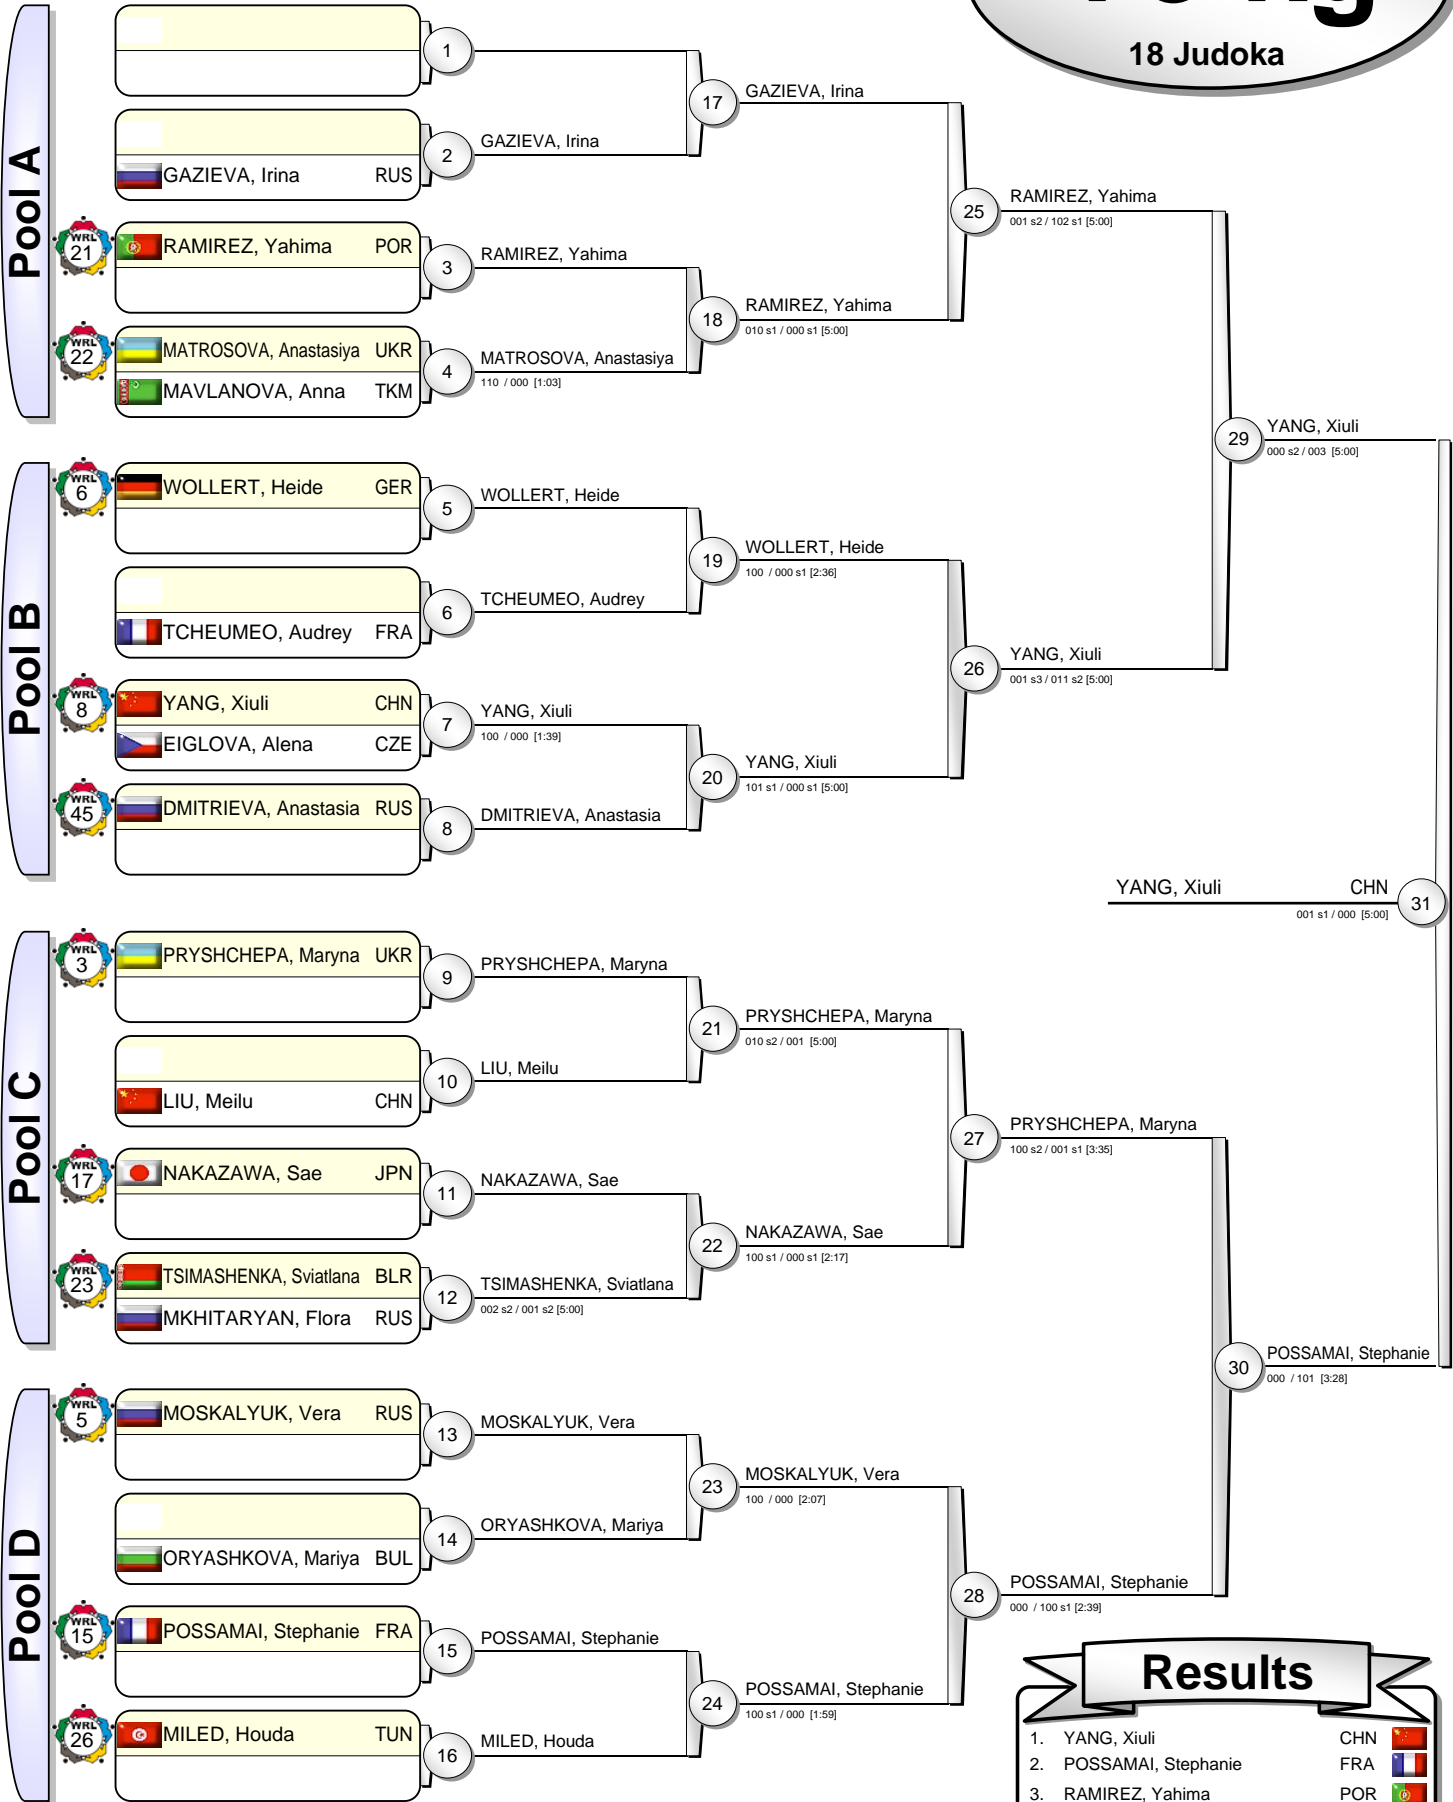 18 Judoka
Pool A
1
2
GAZIEVA, Irina RUS
WRL 21
RAMIREZ, Yahima POR
3
WRL 22
MATROSOVA, Anastasiya UKR
MAVLANOVA, Anna TKM
4
GAZIEVA, Irina
RAMIREZ, Yahima
MATROSOVA, Anastasiya
110 / 000 [1:03]
17
GAZIEVA, Irina
18
RAMIREZ, Yahima
010 s1 / 000 s1 [5:00]
25
RAMIREZ, Yahima
001 s2 / 102 s1 [5:00]
Pool B
WRL 6
WOLLERT, Heide GER
5
TCHEUMEO, Audrey FRA
6
WRL 8
YANG, Xiuli CHN
EIGLOVA, Alena CZE
7
WRL 45
DMITRIEVA, Anastasia RUS
8
WOLLERT, Heide
TCHEUMEO, Audrey
YANG, Xiuli
100 / 000 [1:39]
DMITRIEVA, Anastasia
19
WOLLERT, Heide
100 / 000 s1 [2:36]
20
YANG, Xiuli
101 s1 / 000 s1 [5:00]
26
YANG, Xiuli
001 s3 / 011 s2 [5:00]
29
YANG, Xiuli
000 s2 / 003 [5:00]
YANG, Xiuli CHN
001 s1 / 000 [5:00]
31
Pool C
WRL 3
PRYSHCHEPA, Maryna UKR
9
LIU, Meilu CHN
10
WRL 17
NAKAZAWA, Sae JPN
11
WRL 23
TSIMASHENKA, Sviatlana BLR
MKHITARYAN, Flora RUS
12
PRYSHCHEPA, Maryna
LIU, Meilu
NAKAZAWA, Sae
TSIMASHENKA, Sviatlana
002 s2 / 001 s2 [5:00]
21
PRYSHCHEPA, Maryna
010 s2 / 001 [5:00]
22
NAKAZAWA, Sae
100 s1 / 000 s1 [2:17]
27
PRYSHCHEPA, Maryna
100 s2 / 001 s1 [3:35]
Pool D
WRL 5
MOSKALYUK, Vera RUS
13
ORYASHKOVA, Mariya BUL
14
WRL 15
POSSAMAI, Stephanie FRA
15
WRL 26
MILED, Houda TUN
16
MOSKALYUK, Vera
ORYASHKOVA, Mariya
POSSAMAI, Stephanie
MILED, Houda
23
MOSKALYUK, Vera
100 / 000 [2:07]
24
POSSAMAI, Stephanie
100 s1 / 000 [1:59]
28
POSSAMAI, Stephanie
000 / 100 s1 [2:39]
30
POSSAMAI, Stephanie
000 / 101 [3:28]
Results
1. YANG, Xiuli CHN
2. POSSAMAI, Stephanie FRA
3. RAMIREZ, Yahima POR